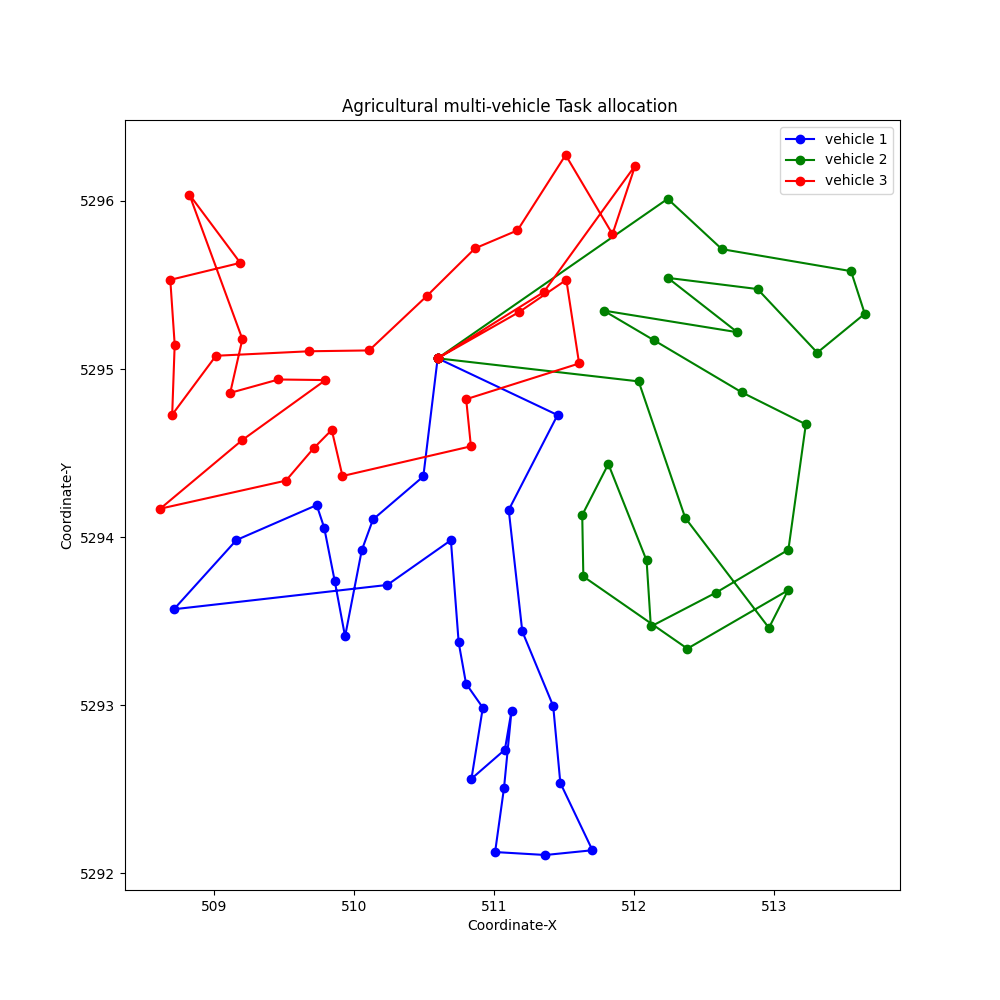 Agricultural multi-vehicle Task allocation
vehicle 1
vehicle 2
vehicle 3
5296
5295
5294
5293
5292
Coordinate-Y
509
510
511
512
513
Coordinate-X